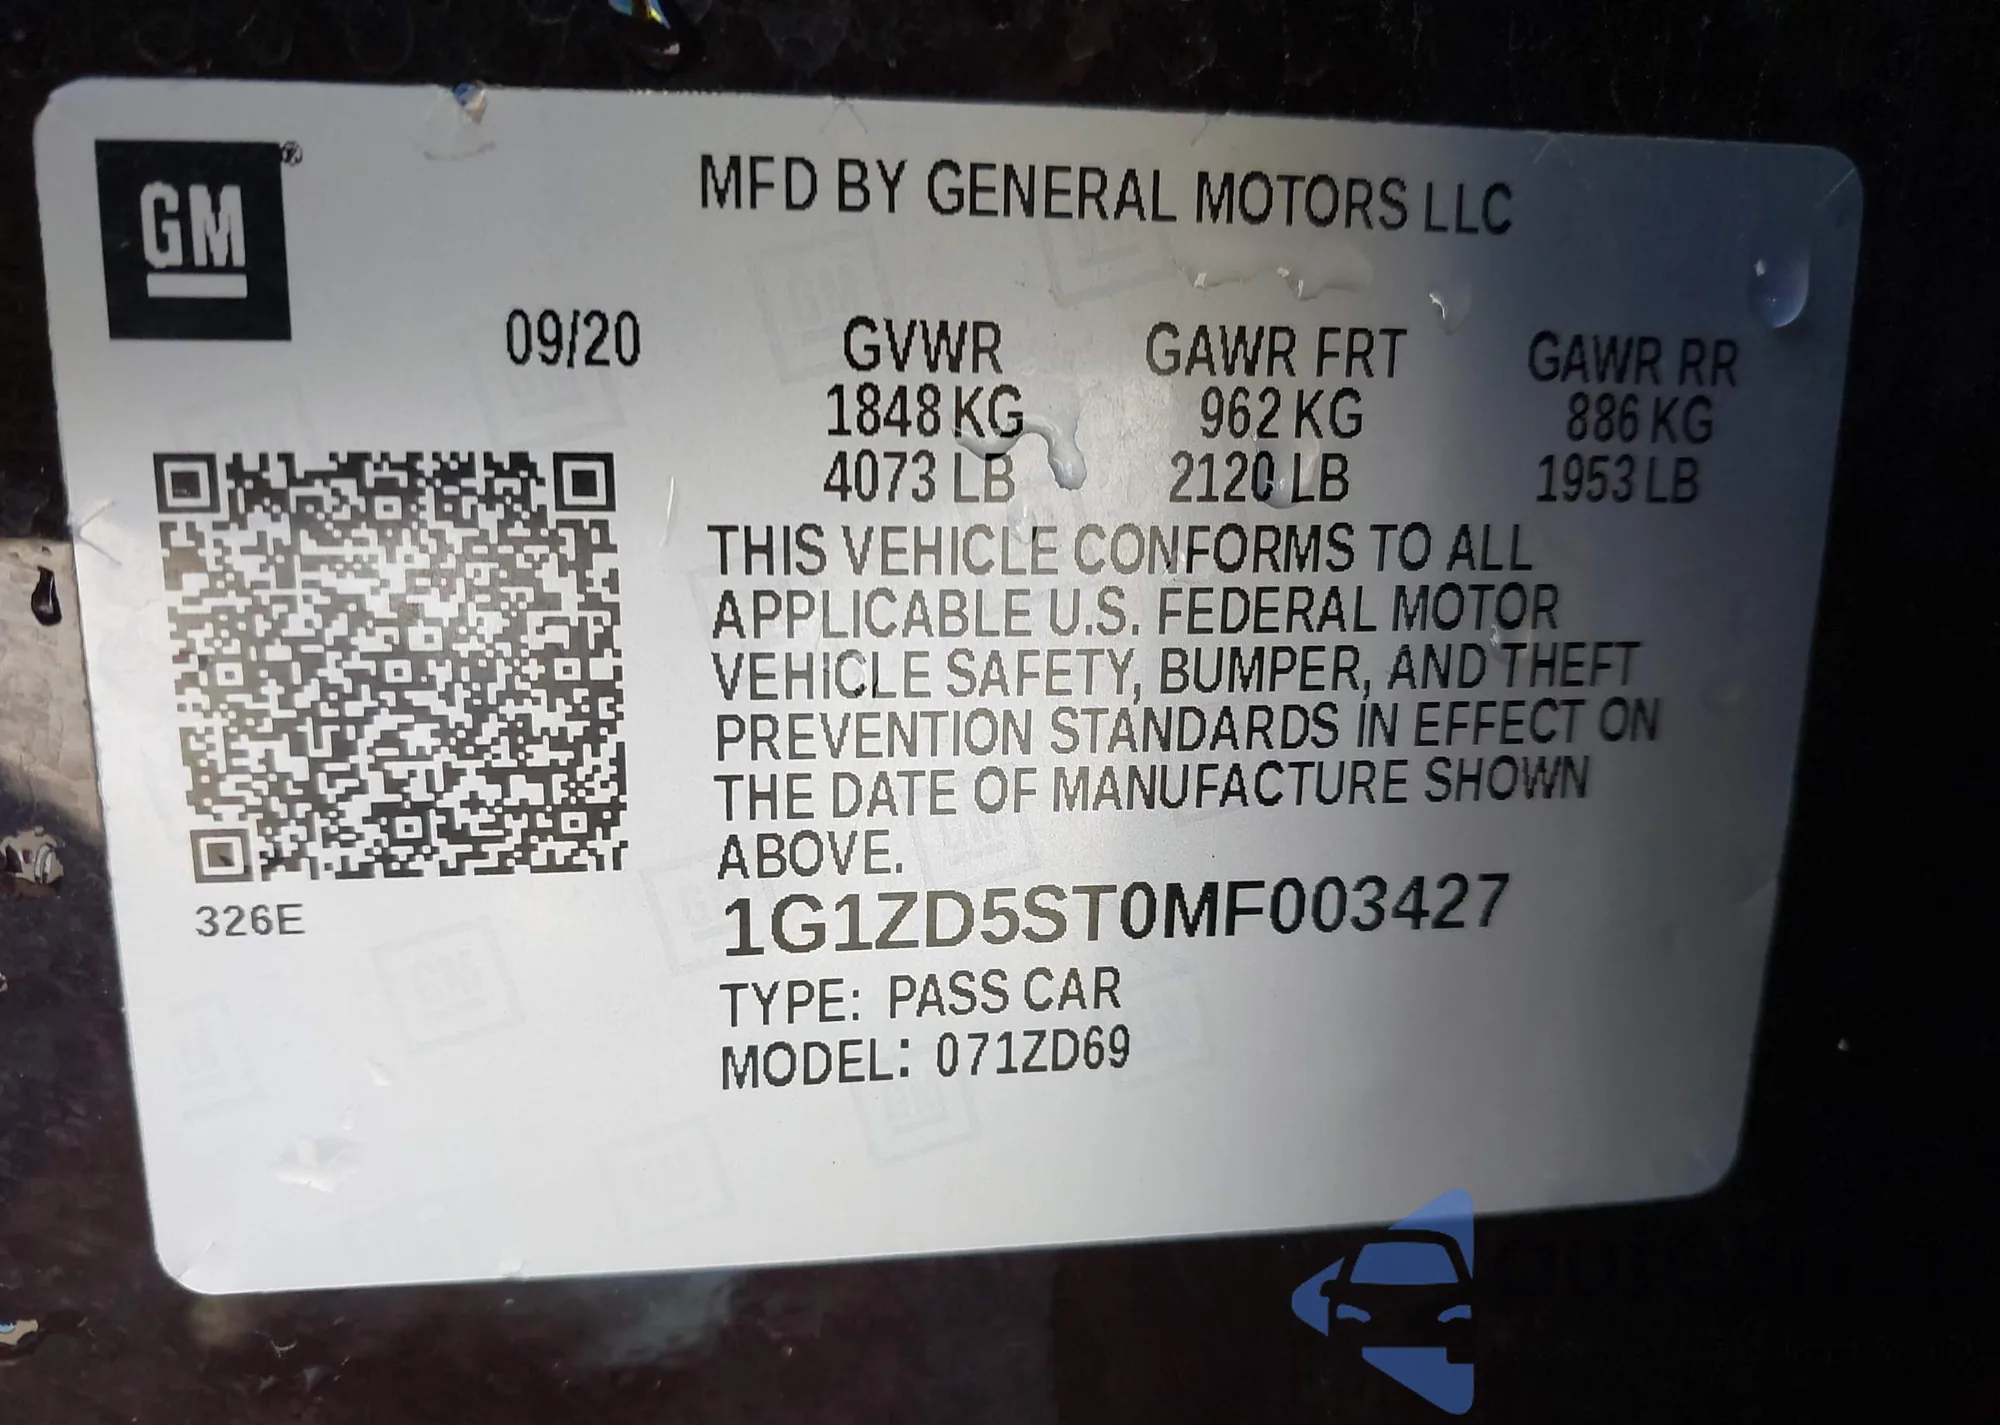 GM®
MFD BY GENERAL MOTORS LLC
09/20
GVWR GAWR FRT GAWR RR
1848 KG 962 KG 886 KG
4073 LB 2120 LB 1953 LB
THIS VEHICLE CONFORMS TO ALL
APPLICABLE U.S. FEDERAL MOTOR
VEHICLE SAFETY, BUMPER, AND THEFT
PREVENTION STANDARDS IN EFFECT ON
THE DATE OF MANUFACTURE SHOWN
ABOVE.
326E
1G1ZD5ST0MF003427
TYPE: PASS CAR
MODEL: 071ZD69